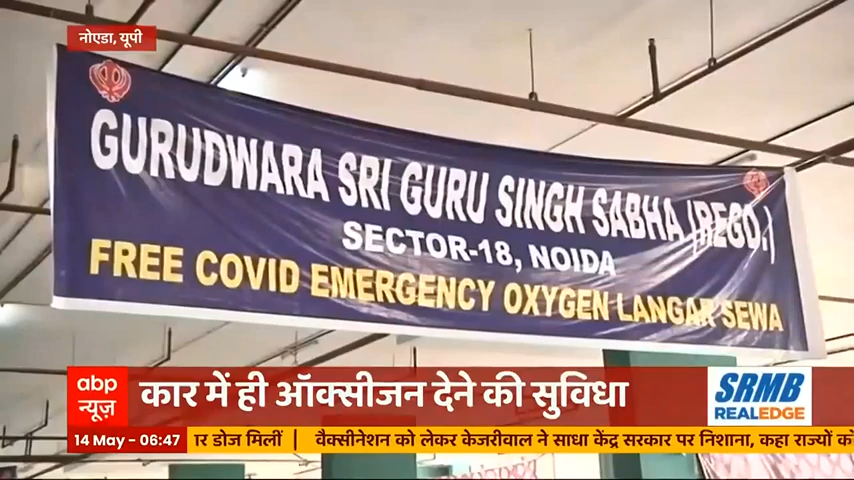 नोएडा, यूपी
GURUDWARA SRI GURU SINGH SABHA (REGD.)
SECTOR-18, NOIDA
FREE COVID EMERGENCY OXYGEN LANGAR SEWA
abp
न्यूज़
कार में ही ऑक्सीजन देने की सुविधा
SRMB
REALEDGE
14 May - 06:47
डोज मिलीं | वैक्सीनेशन को लेकर केजरीवाल ने साधा केंद्र सरकार पर निशाना, कहा राज्यों को